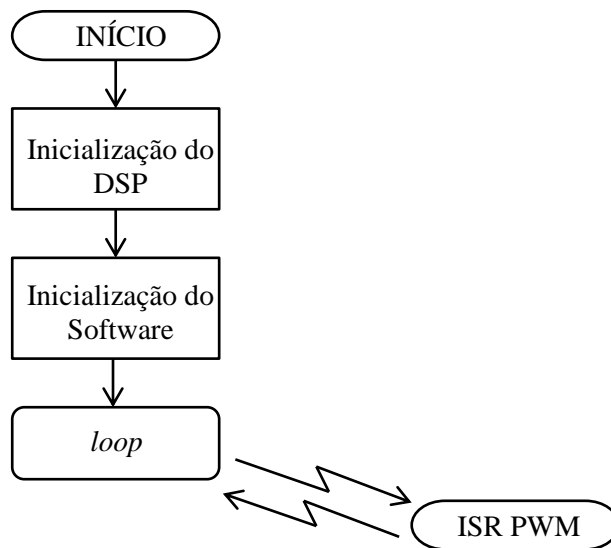 INÍCIO
Inicialização do
DSP
Inicialização do
Software
loop
ISR PWM